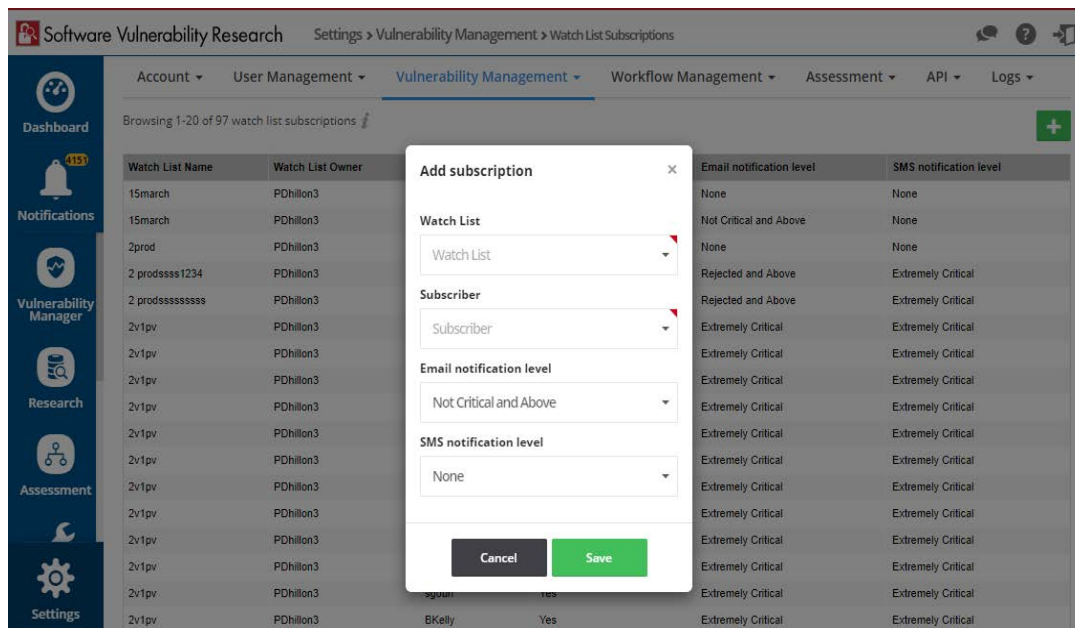 Software Vulnerability Research Settings > Vulnerability Management > Watch List Subscriptions
Account User Management Vulnerability Management Workflow Management Assessment API Logs
Dashboard
Browsing 1-20 of 97 watch list subscriptions
4151
Notifications
Vulnerability
Manager
Research
Assessment
Settings
Watch List Name Watch List Owner Email notification level SMS notification level
15march PDhillon3 None None
15march PDhillon3 Not Critical and Above None
2prod PDhillon3 None None
2 prodssss1234 PDhillon3 Rejected and Above Extremely Critical
2 prodsssssssss PDhillon3 Rejected and Above Extremely Critical
2v1pv PDhillon3 Extremely Critical Extremely Critical
2v1pv PDhillon3 Extremely Critical Extremely Critical
2v1pv PDhillon3 Extremely Critical Extremely Critical
2v1pv PDhillon3 Extremely Critical Extremely Critical
2v1pv PDhillon3 Extremely Critical Extremely Critical
2v1pv PDhillon3 Extremely Critical Extremely Critical
2v1pv PDhillon3 Extremely Critical Extremely Critical
2v1pv PDhillon3 Extremely Critical Extremely Critical
2v1pv PDhillon3 Extremely Critical Extremely Critical
2v1pv PDhillon3 Extremely Critical Extremely Critical
2v1pv PDhillon3 Yes Extremely Critical Extremely Critical
2v1pv PDhillon3 BKelly Yes Extremely Critical Extremely Critical
Add subscription
Watch List
Watch List
Subscriber
Subscriber
Email notification level
Not Critical and Above
SMS notification level
None
Cancel Save